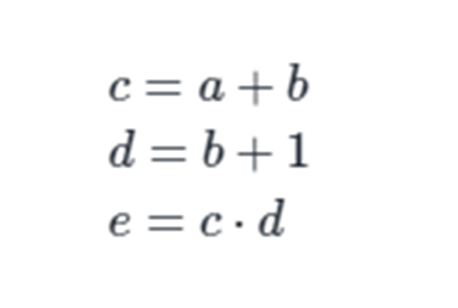 c = a + b
d = b + 1
e = c · d